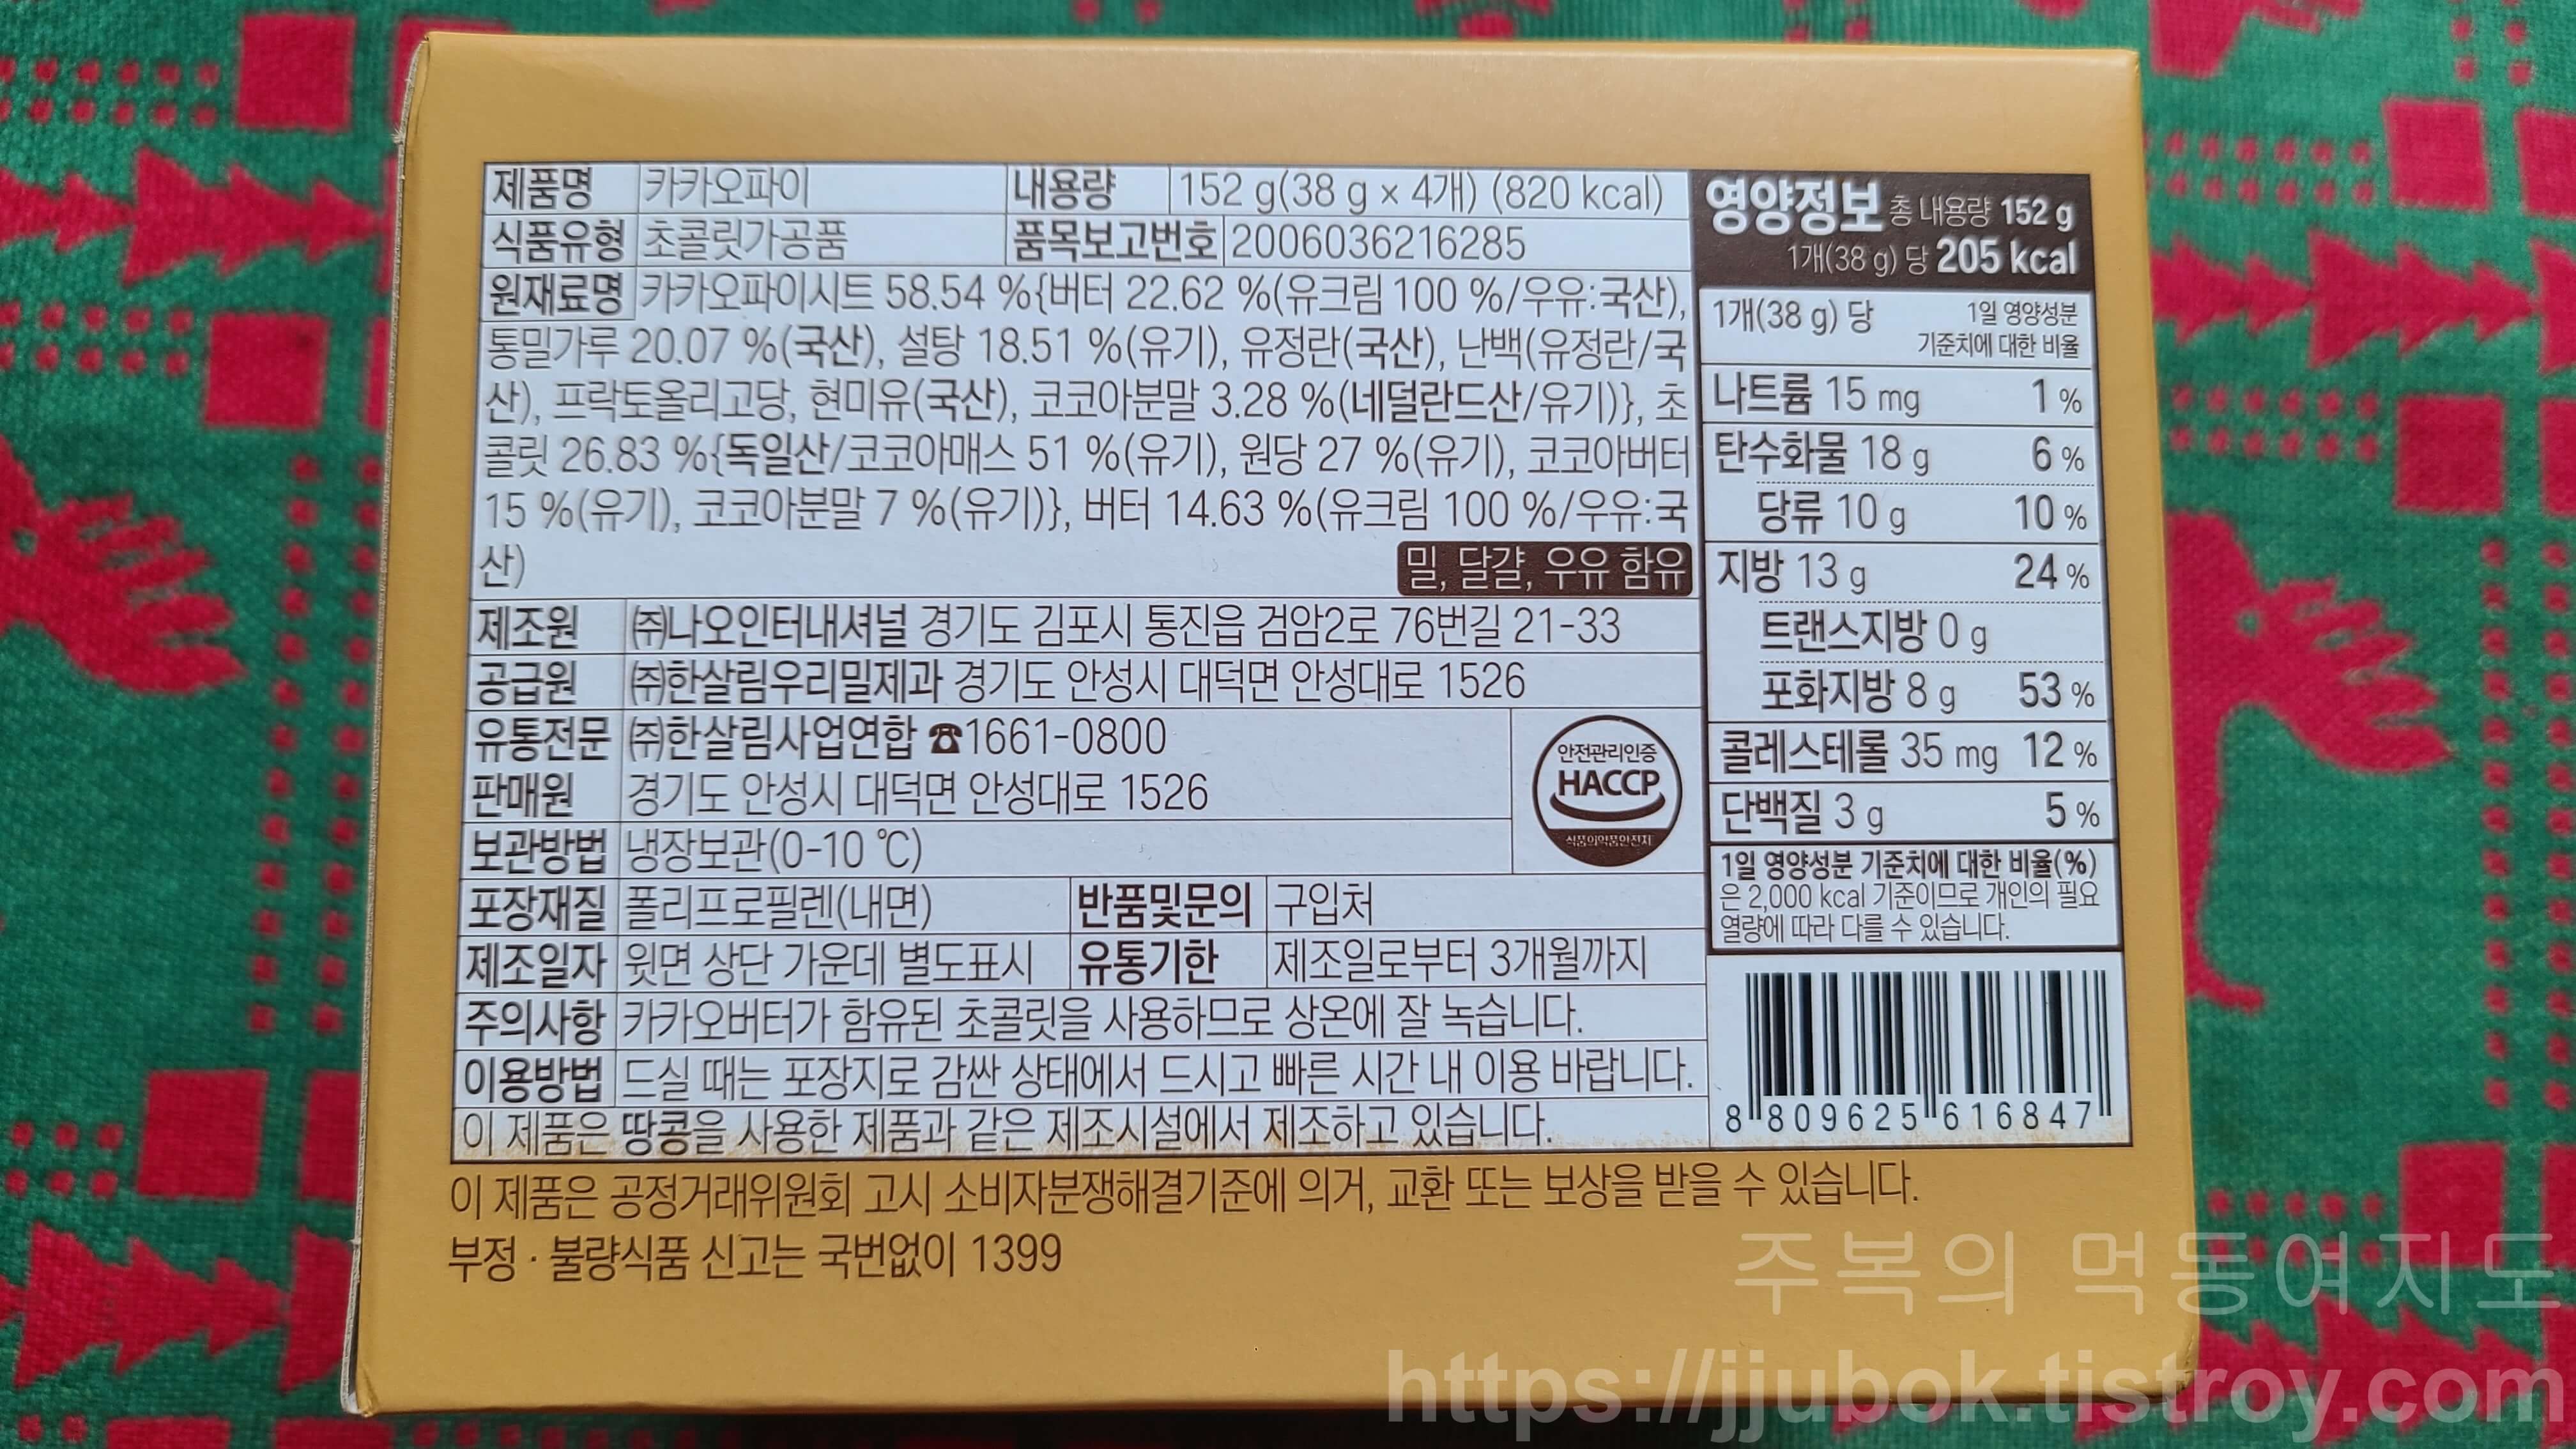 제품명 카카오파이 내용량 152 g(38 g × 4개) (820 kcal)
식품유형 초콜릿가공품 품목보고번호 2006036216285
원재료명 카카오파이시트 58.54 %{버터 22.62 %(유크림 100 %/우유:국산),
통밀가루 20.07 %(국산), 설탕 18.51 %(유기), 유정란(국산), 난백(유정란/국
산), 프락토올리고당, 현미유(국산), 코코아분말 3.28 %(네덜란드산/유기)}, 초
콜릿 26.83 %{독일산/코코아매스 51 %(유기), 원당 27 %(유기), 코코아버터
15 %(유기), 코코아분말 7 %(유기)}, 버터 14.63 %(유크림 100 %/우유:국
산)
밀, 달걀, 우유 함유
제조원 ㈜나오인터내셔널 경기도 김포시 통진읍 검암2로 76번길 21-33
공급원 ㈜한살림우리밀제과 경기도 안성시 대덕면 안성대로 1526
유통전문 ㈜한살림사업연합 ☎1661-0800
판매원 경기도 안성시 대덕면 안성대로 1526
보관방법 냉장보관(0-10 ℃)
안전관리인증
HACCP
식품의약품안전처
포장재질 폴리프로필렌(내면) 반품및문의 구입처
제조일자 윗면 상단 가운데 별도표시 유통기한 제조일로부터 3개월까지
주의사항 카카오버터가 함유된 초콜릿을 사용하므로 상온에 잘 녹습니다.
이용방법 드실 때는 포장지로 감싼 상태에서 드시고 빠른 시간 내 이용 바랍니다.
이 제품은 땅콩을 사용한 제품과 같은 제조시설에서 제조하고 있습니다.
영양정보 총 내용량 152 g
1개(38 g) 당 205 kcal
1개(38 g) 당 1일 영양성분
기준치에 대한 비율
나트륨 15 mg 1 %
탄수화물 18 g 6 %
당류 10 g 10 %
지방 13 g 24 %
트랜스지방 0 g
포화지방 8 g 53 %
콜레스테롤 35 mg 12 %
단백질 3 g 5 %
1일 영양성분 기준치에 대한 비율(%)
은 2,000 kcal 기준이므로 개인의 필요
열량에 따라 다를 수 있습니다.
8 809625 616847
이 제품은 공정거래위원회 고시 소비자분쟁해결기준에 의거, 교환 또는 보상을 받을 수 있습니다.
부정 · 불량식품 신고는 국번없이 1399
주복의 먹동여지도
https://jjubok.tistroy.com